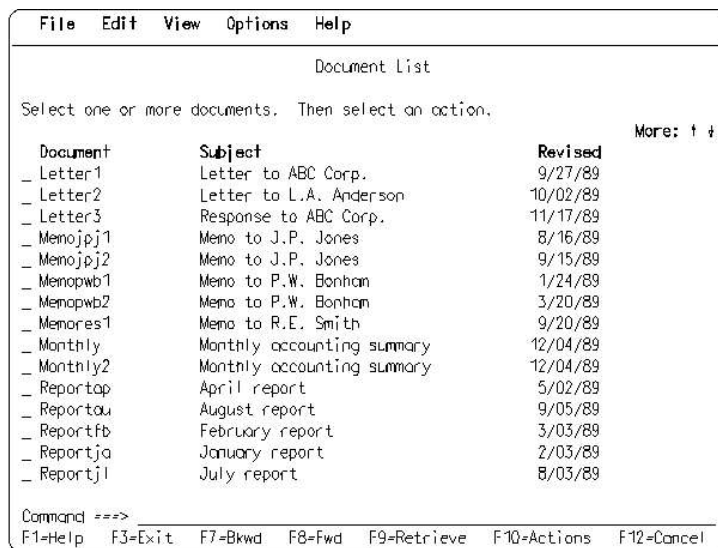 File Edit View Options Help
Document List
Select one or more documents. Then select an action.
More: ↑ ↓
Document Subject Revised
_ Letter1 Letter to ABC Corp. 9/27/89
_ Letter2 Letter to L.A. Anderson 10/02/89
_ Letter3 Response to ABC Corp. 11/17/89
_ Memojpj1 Memo to J.P. Jones 8/16/89
_ Memojpj2 Memo to J.P. Jones 9/15/89
_ Memopwb1 Memo to P.W. Bonham 1/24/89
_ Memopwb2 Memo to P.W. Bonham 3/20/89
_ Memores1 Memo to R.E. Smith 9/20/89
_ Monthly Monthly accounting summary 12/04/89
_ Monthly2 Monthly accounting summary 12/04/89
_ Reportap April report 5/02/89
_ Reportau August report 9/05/89
_ Reportfb February report 3/03/89
_ Reportja January report 2/03/89
_ Reportjl July report 8/03/89
Command ===>
F1=Help F3=Exit F7=Bkwd F8=Fwd F9=Retrieve F10=Actions F12=Cancel